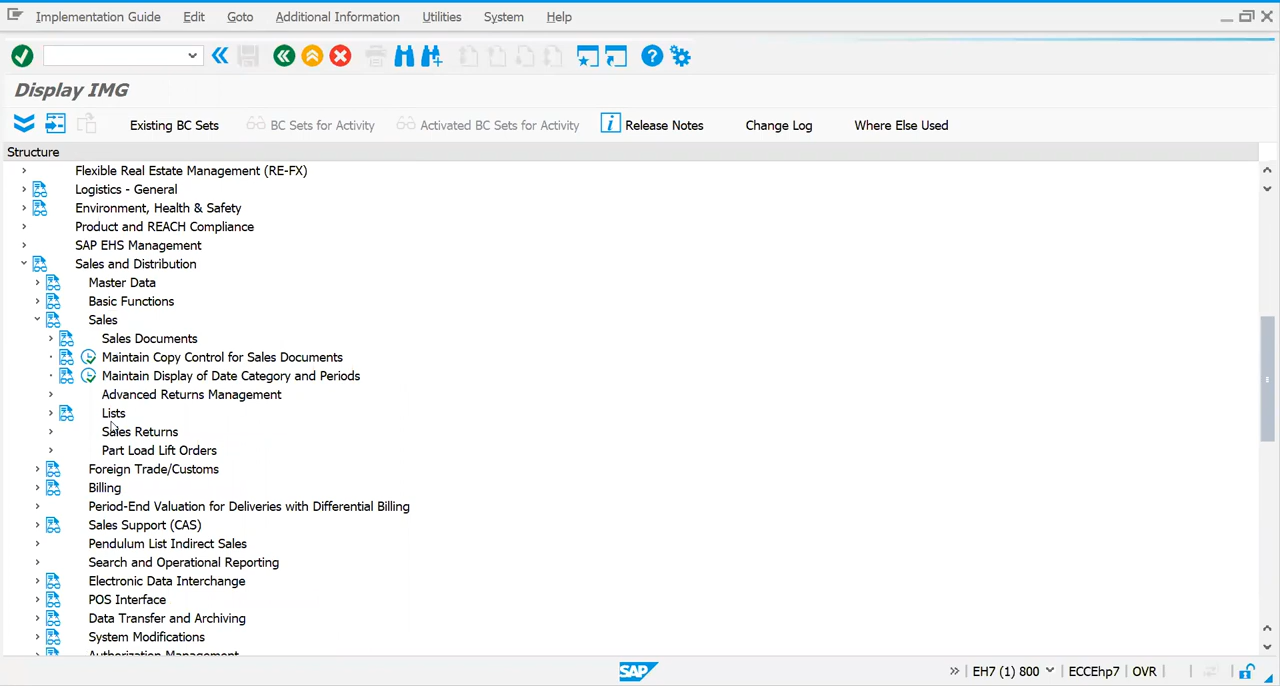 Implementation Guide Edit Goto Additional Information Utilities System Help
Display IMG
Existing BC Sets BC Sets for Activity Activated BC Sets for Activity i Release Notes Change Log Where Else Used
Structure
Flexible Real Estate Management (RE-FX)
Logistics - General
Environment, Health & Safety
Product and REACH Compliance
SAP EHS Management
Sales and Distribution
Master Data
Basic Functions
Sales
Sales Documents
Maintain Copy Control for Sales Documents
Maintain Display of Date Category and Periods
Advanced Returns Management
Lists
Sales Returns
Part Load Lift Orders
Foreign Trade/Customs
Billing
Period-End Valuation for Deliveries with Differential Billing
Sales Support (CAS)
Pendulum List Indirect Sales
Search and Operational Reporting
Electronic Data Interchange
POS Interface
Data Transfer and Archiving
System Modifications
Authorization Management
SAP EH7 (1) 800 ECCEhp7 OVR